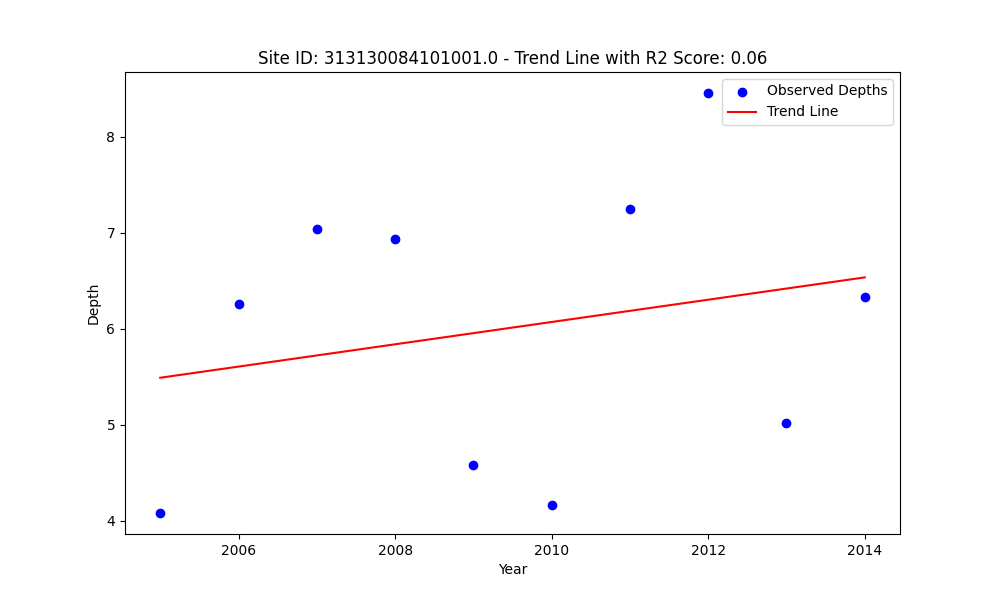 Site ID: 313130084101001.0 - Trend Line with R2 Score: 0.06
Observed Depths
Trend Line
8
7
6
5
4
Depth
2006 2008 2010 2012 2014
Year